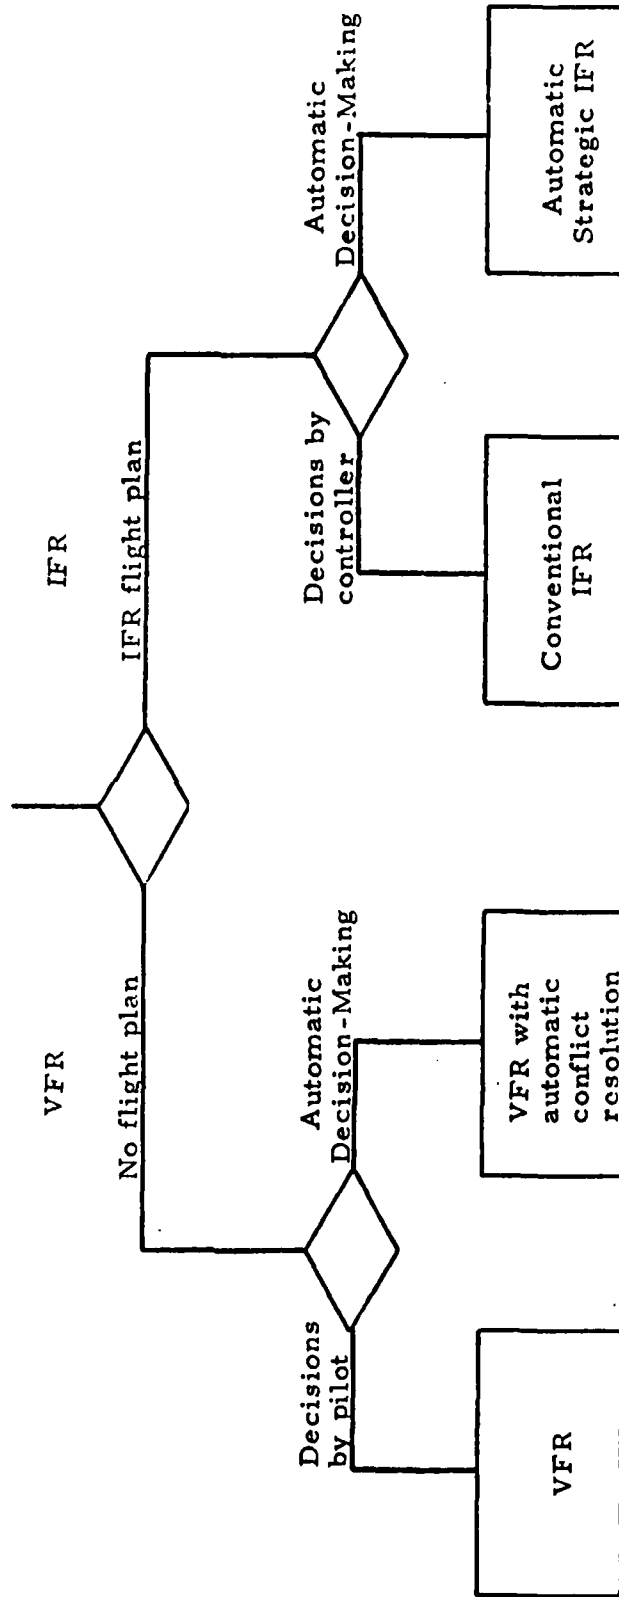 VFR
IFR
No flight plan
IFR flight plan
Decisions
by pilot
Automatic
Decision-Making
Decisions by
controller
Automatic
Decision-Making
VFR
VFR with
automatic
conflict
resolution
Conventional
IFR
Automatic
Strategic IFR